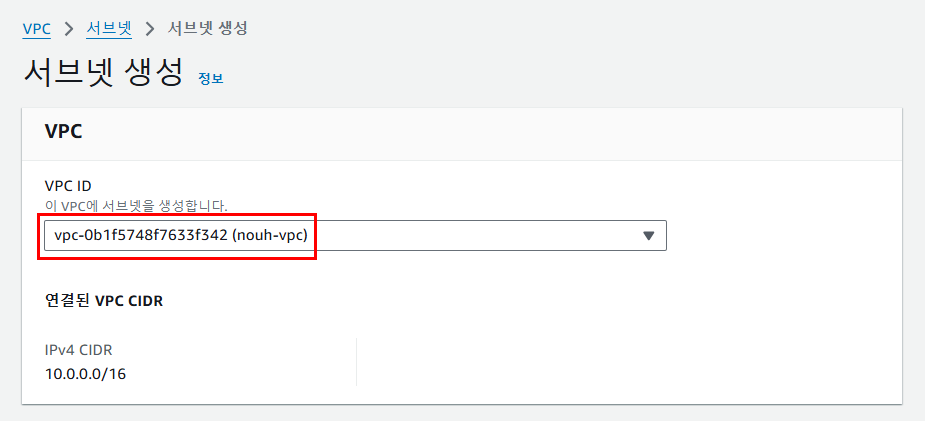 VPC > 서브넷 > 서브넷 생성
서브넷 생성 정보
VPC
VPC ID
이 VPC에 서브넷을 생성합니다.
vpc-0b1f5748f7633f342 (nouh-vpc)
연결된 VPC CIDR
IPv4 CIDR
10.0.0.0/16